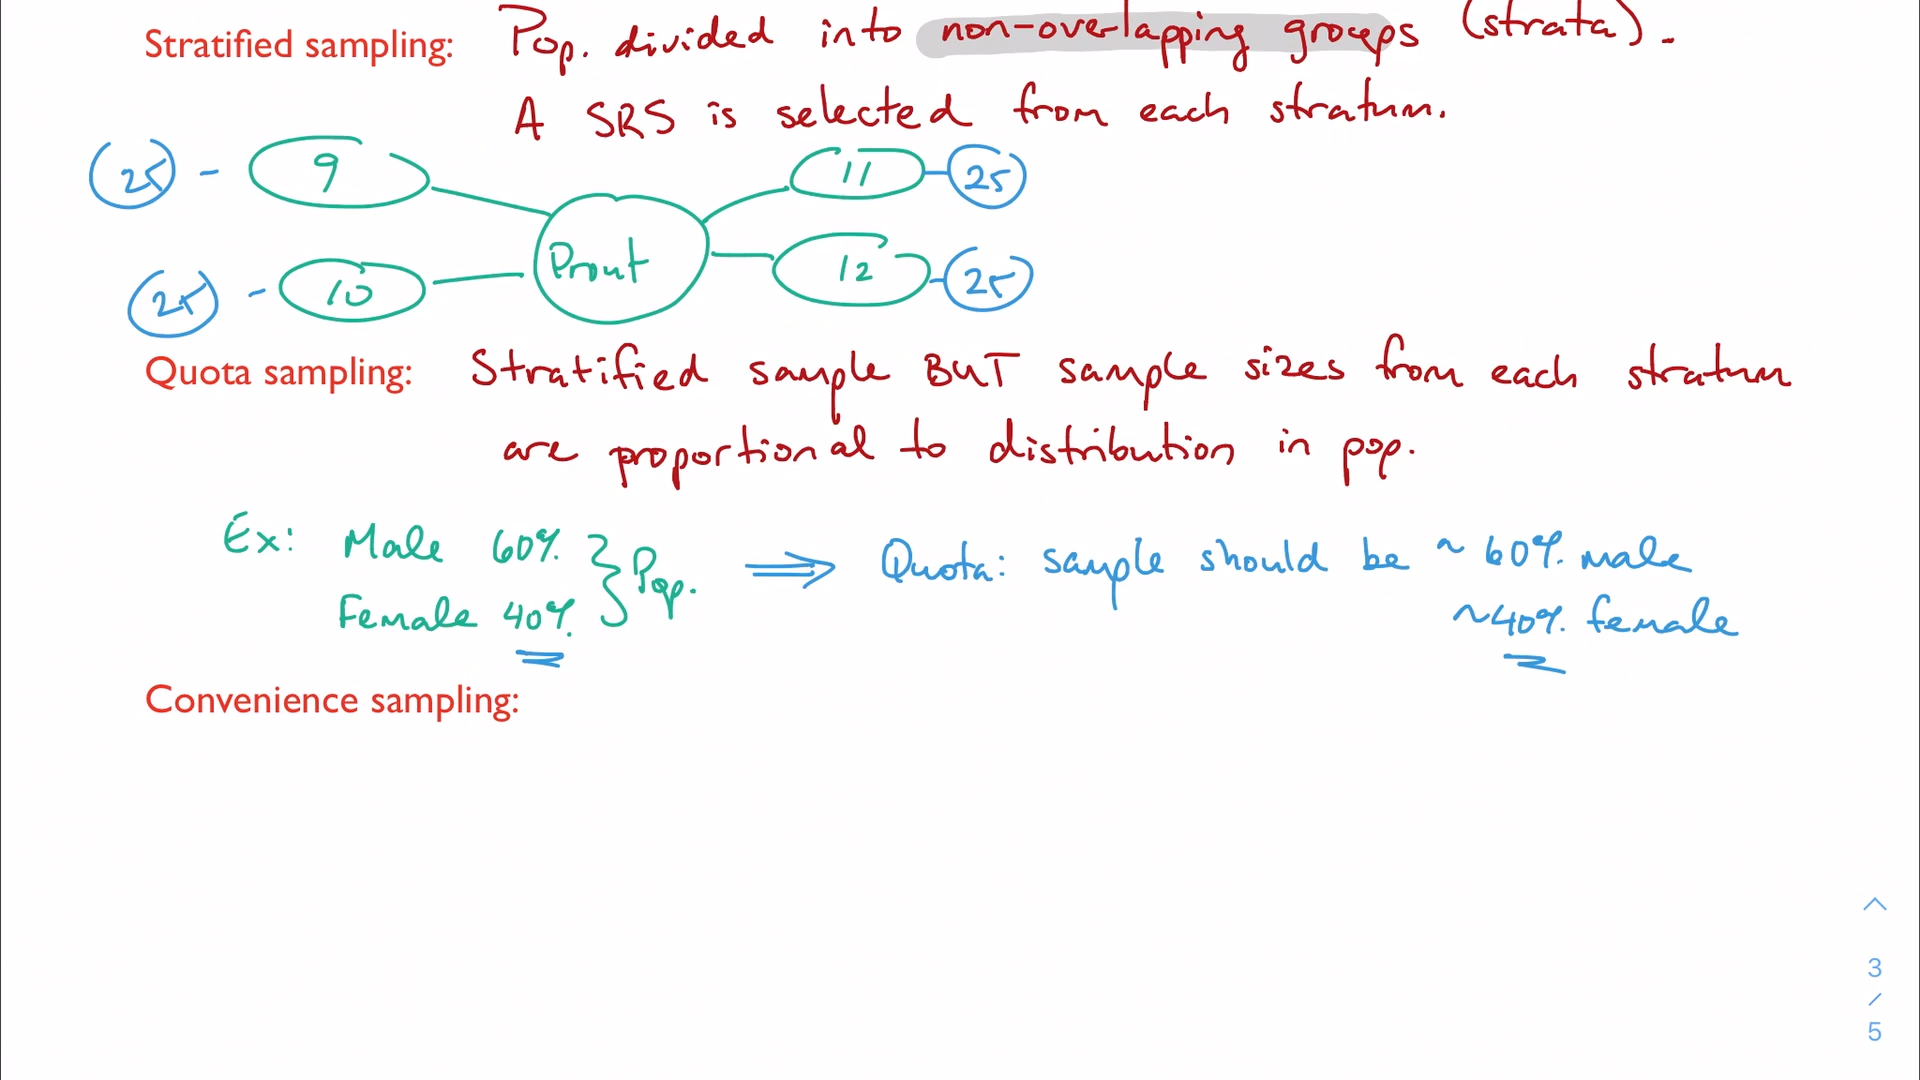 Stratified sampling: Pop. divided into non-overlapping groups (strata).
A SRS is selected from each stratum.
25 - 9 11 - 25
Prout
25 - 10 12 - 25
Quota sampling: Stratified sample BUT sample sizes from each stratum
are proportional to distribution in pop.
Ex: Male 60% } Pop. ⟹ Quota: sample should be ~ 60% male
Female 40% ~40% female
Convenience sampling:
3
/
5